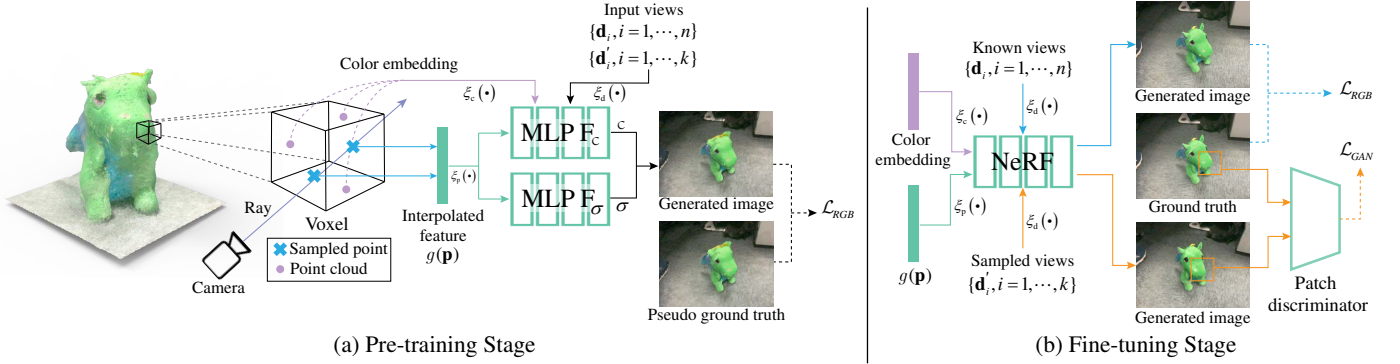 Input views
{d_i, i = 1, ⋯, n}
{d'_i, i = 1, ⋯, k}
Color embedding
ξ_c(•)
ξ_d(•)
MLP F_c
c
ξ_p(•)
MLP F_σ
σ
Ray
Voxel
Sampled point
Point cloud
Camera
Interpolated
feature
g(p)
Generated image
Pseudo ground truth
ℒ_RGB
(a) Pre-training Stage
Known views
{d_i, i = 1, ⋯, n}
ξ_d(•)
ξ_c(•)
Color
embedding
NeRF
ξ_p(•)
ξ_d(•)
g(p)
Sampled views
{d'_i, i = 1, ⋯, k}
Generated image
Ground truth
Generated image
ℒ_RGB
ℒ_GAN
Patch
discriminator
(b) Fine-tuning Stage